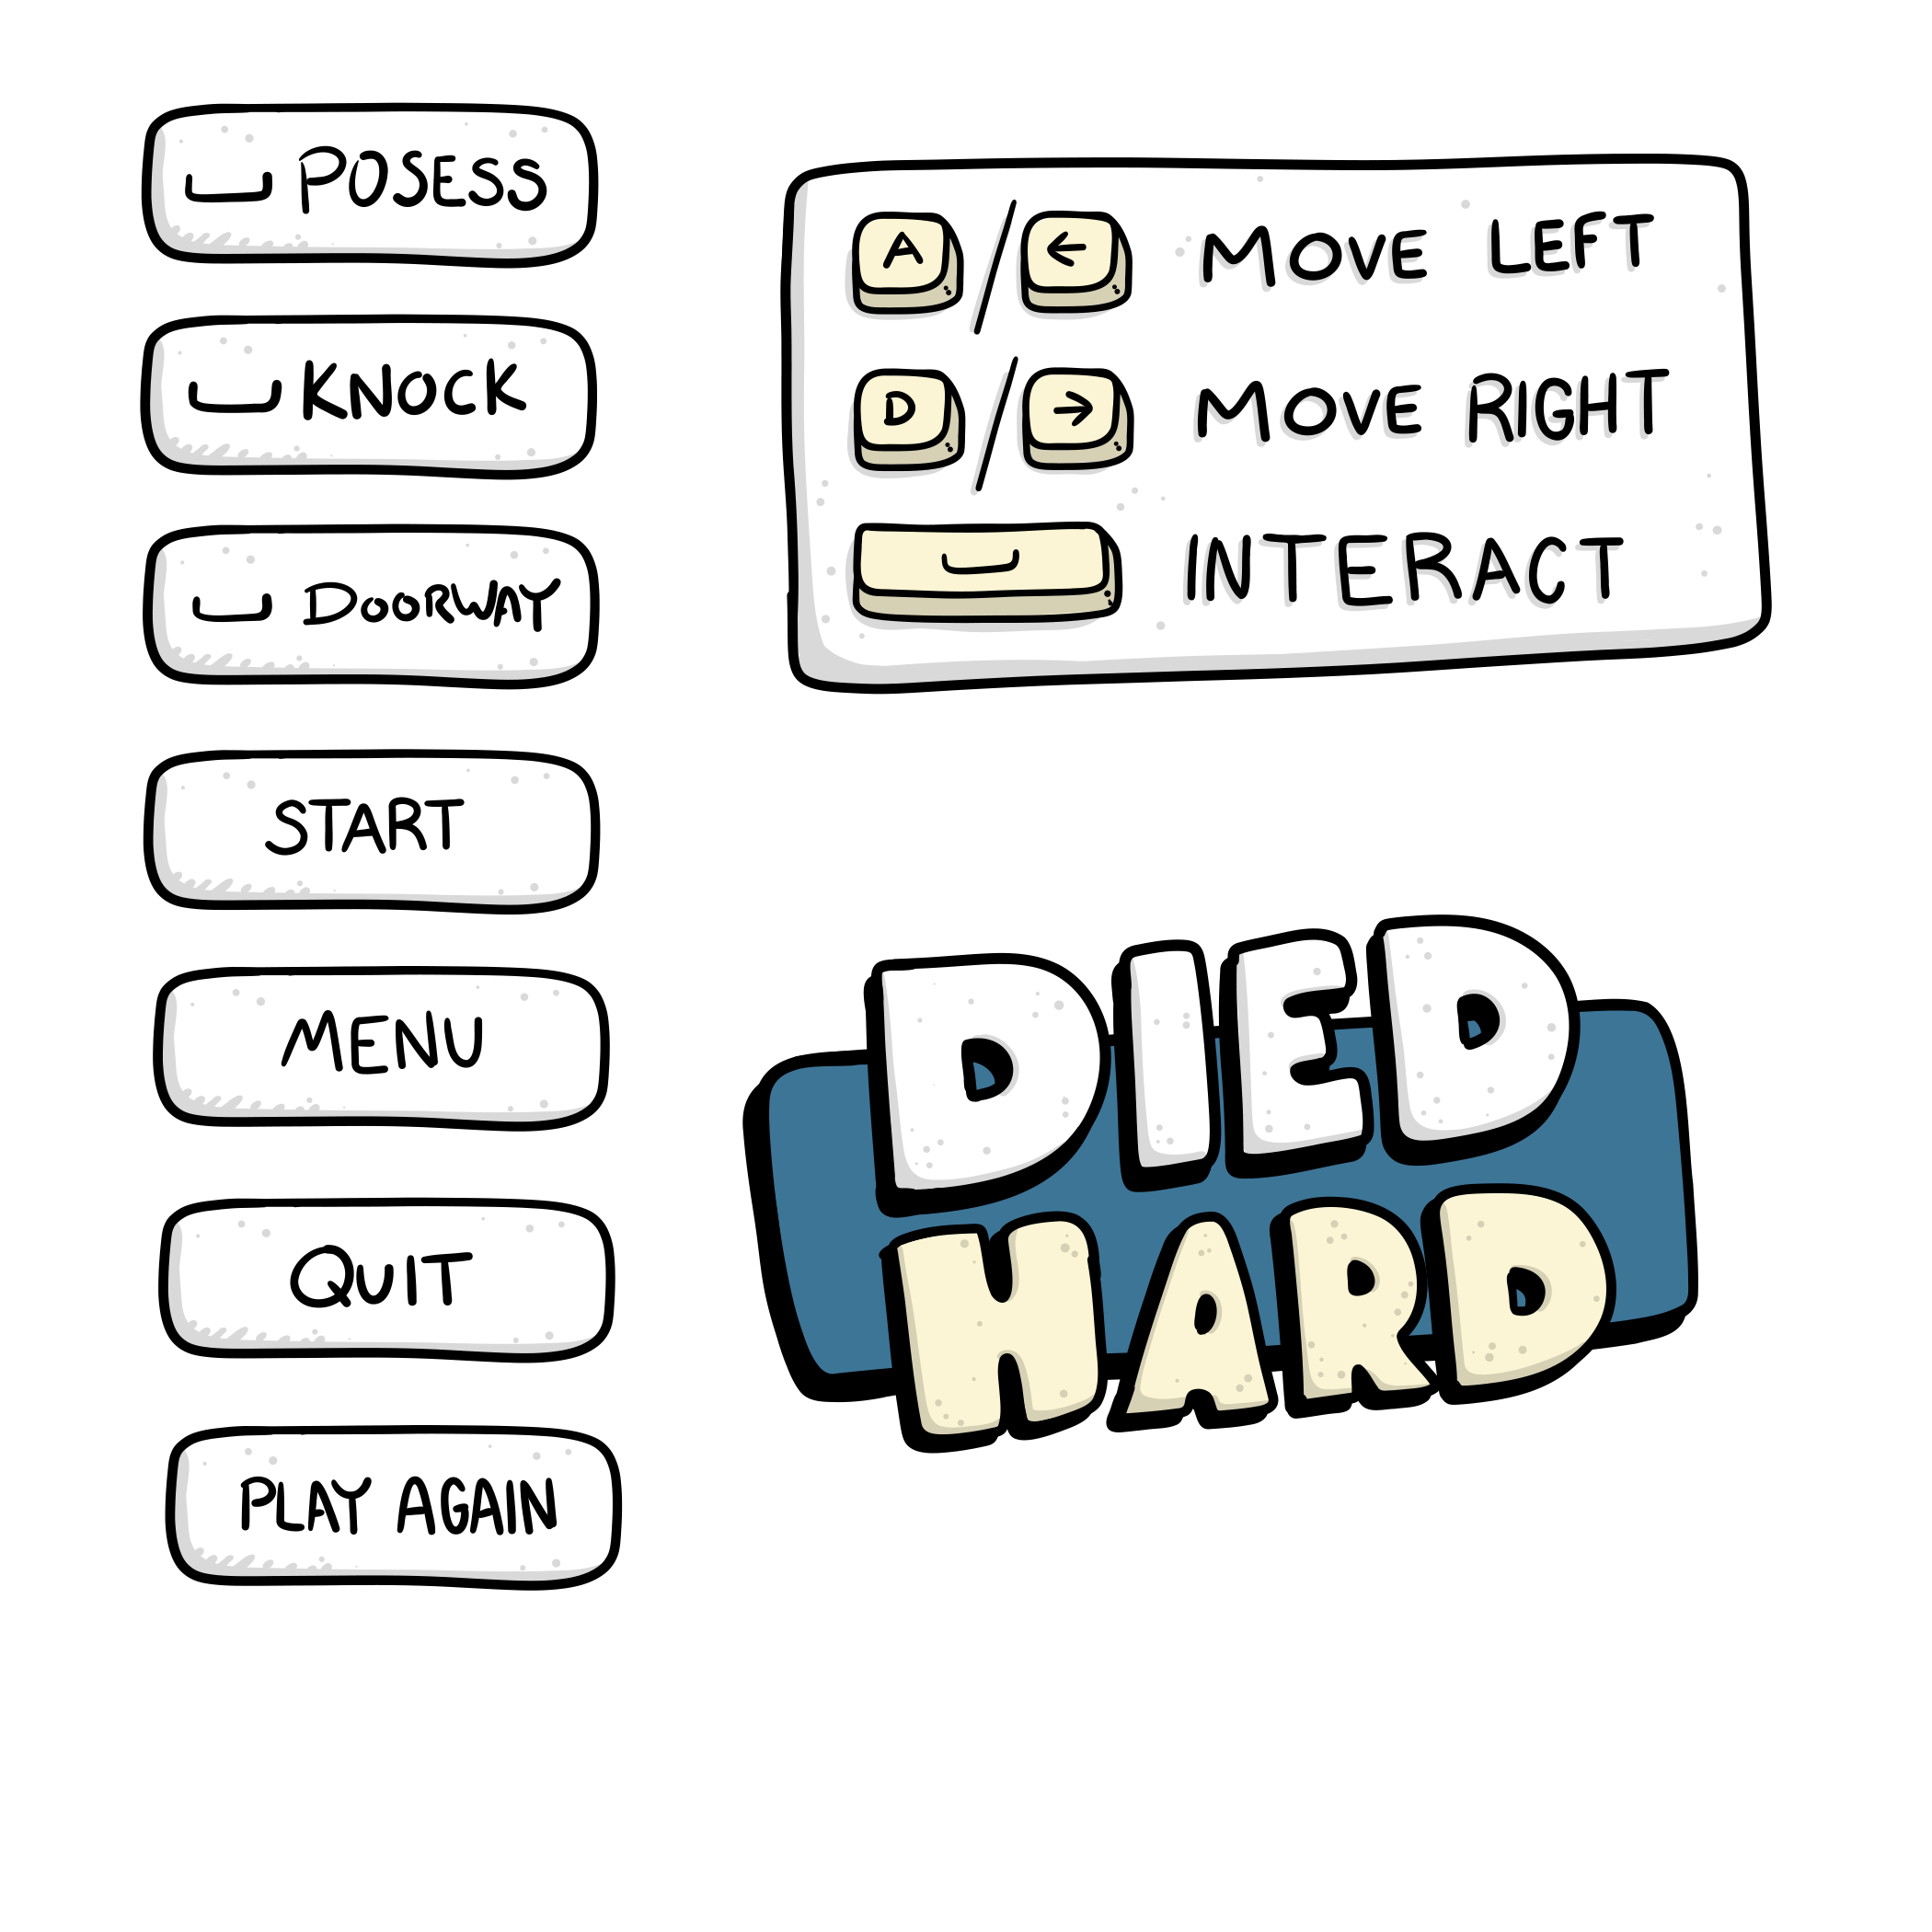 POSESS
KNOCK
DOORWAY
START
MENU
QUIT
PLAY AGAIN
A / ← MOVE LEFT
D / → MOVE RIGHT
INTERACT
DIED
HARD